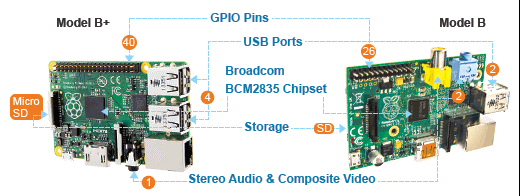 GPIO Pins
Model B+
Model B
40
26
USB Ports
2
Broadcom
BCM2835 Chipset
4
2
Micro
SD
Storage
SD
1
Stereo Audio & Composite Video